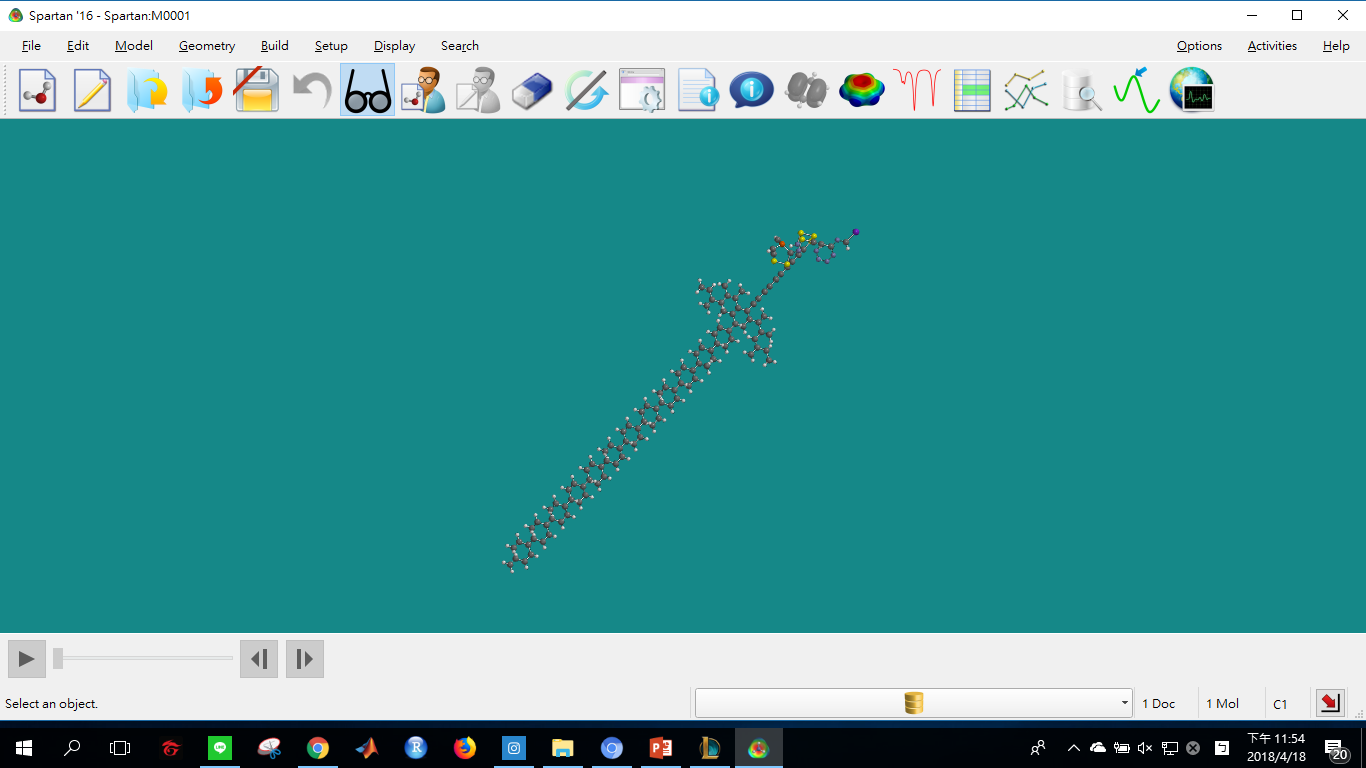 Spartan '16 - Spartan:M0001
File Edit Model Geometry Build Setup Display Search Options Activities Help
Select an object.
1 Doc 1 Mol C1
LINE
R
下午 11:54
2018/4/18
20